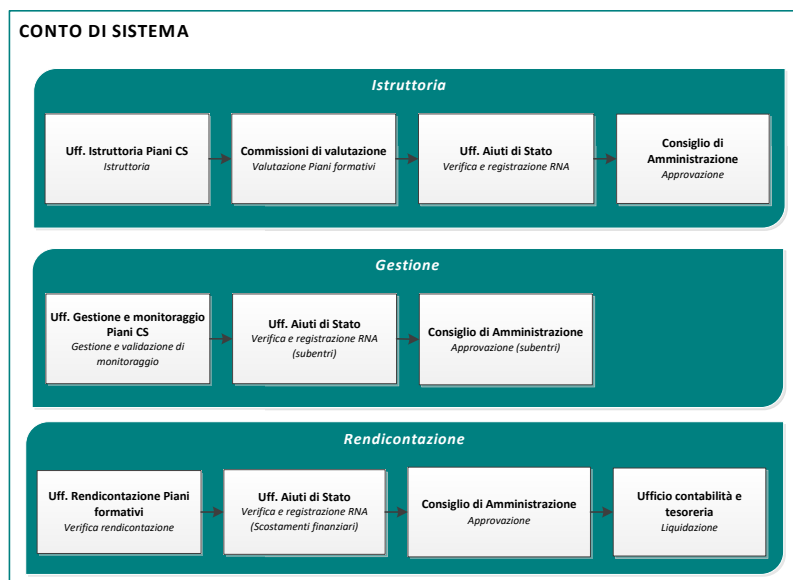 CONTO DI SISTEMA
Istruttoria
Uff. Istruttoria Piani CS
Istruttoria
Commissioni di valutazione
Valutazione Piani formativi
Uff. Aiuti di Stato
Verifica e registrazione RNA
Consiglio di
Amministrazione
Approvazione
Gestione
Uff. Gestione e monitoraggio
Piani CS
Gestione e validazione di
monitoraggio
Uff. Aiuti di Stato
Verifica e registrazione RNA
(subentri)
Consiglio di Amministrazione
Approvazione (subentri)
Rendicontazione
Uff. Rendicontazione Piani
formativi
Verifica rendicontazione
Uff. Aiuti di Stato
Verifica e registrazione RNA
(Scostamenti finanziari)
Consiglio di Amministrazione
Approvazione
Ufficio contabilità e
tesoreria
Liquidazione